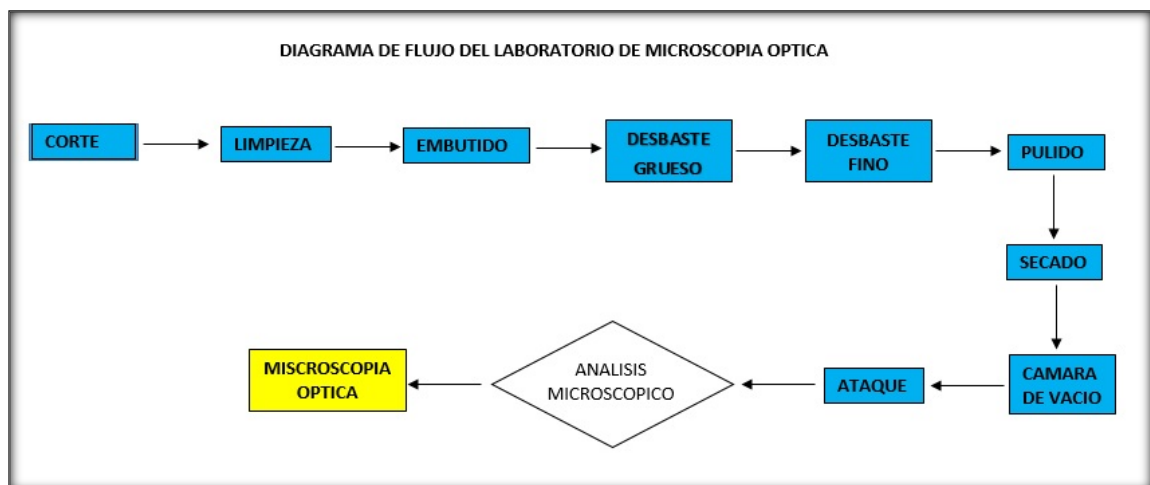 DIAGRAMA DE FLUJO DEL LABORATORIO DE MICROSCOPIA OPTICA
CORTE
LIMPIEZA
EMBUTIDO
DESBASTE
GRUESO
DESBASTE
FINO
PULIDO
SECADO
CAMARA
DE VACIO
ATAQUE
ANALISIS
MICROSCOPICO
MISCROSCOPIA
OPTICA